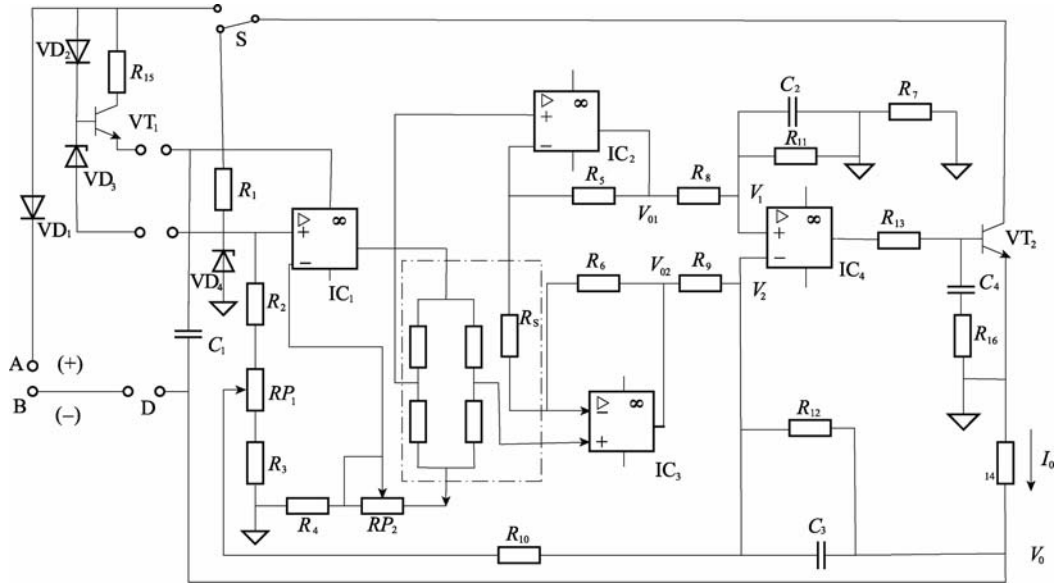 S
VD₂
R₁₅
VT₁
VD₃
VD₁
R₁
VD₄
∞
+
−
IC₁
R₂
C₁
A (+)
B (−)
D
RP₁
R₃
R₄
RP₂
R₅
∞
+
−
IC₂
R₅
V₀₁
R₈
C₂
R₁₁
R₇
V₁
R₆
V₀₂
R₉
V₂
∞
+
−
IC₄
R₁₃
VT₂
C₄
R₁₆
∞
−
+
IC₃
R₁₂
R₁₀
C₃
14
I₀
V₀